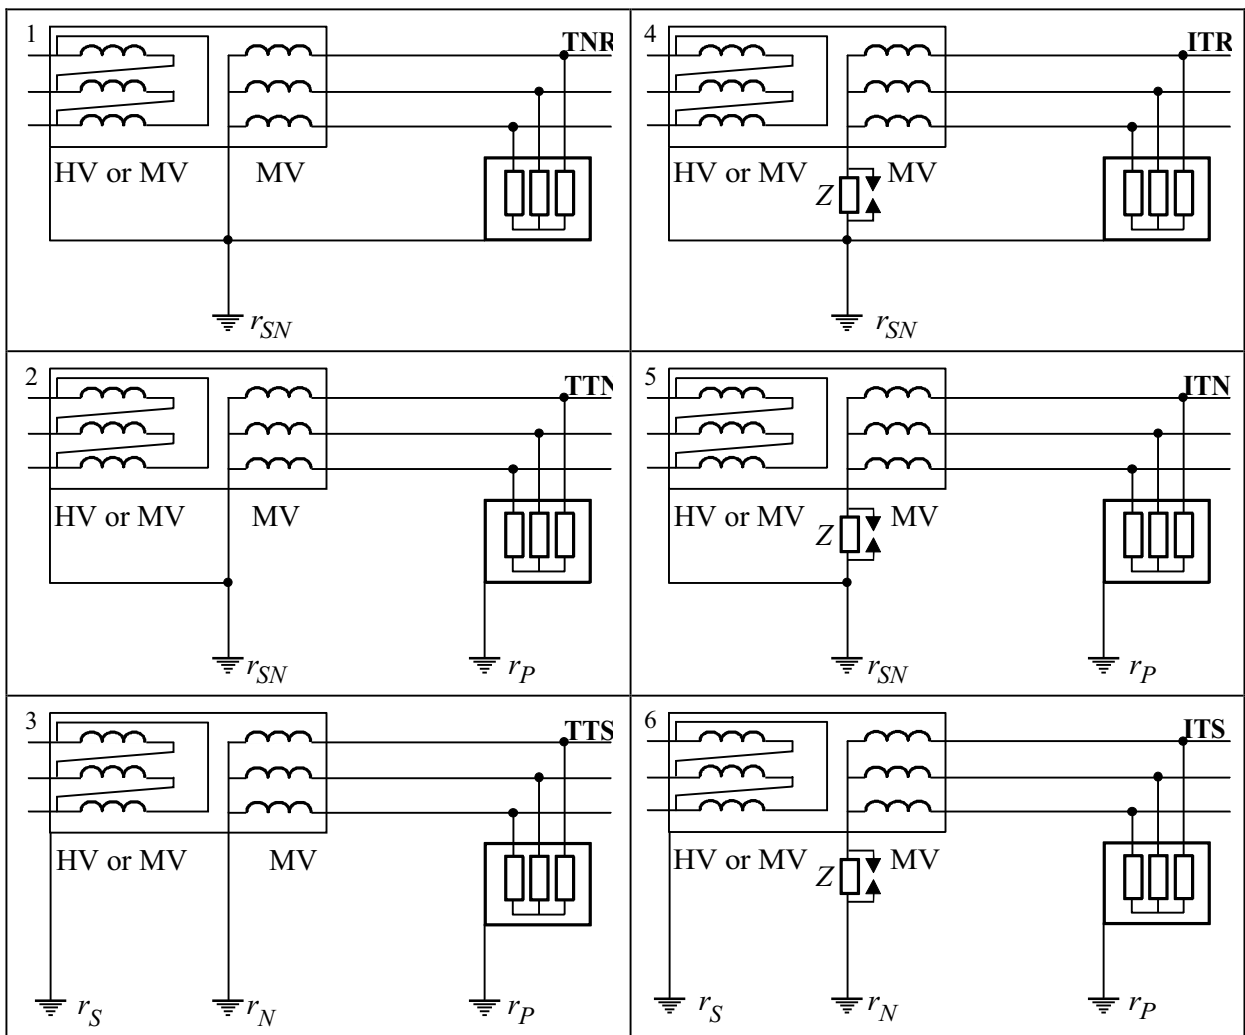 1
TNR
HV or MV
MV
Z
r_SN
4
ITR
HV or MV
MV
r_SN
2
TTN
HV or MV
MV
r_SN
r_P
5
ITN
HV or MV
Z
MV
r_SN
r_P
3
TTS
HV or MV
MV
r_S
r_N
r_P
6
ITS
HV or MV
Z
MV
r_S
r_N
r_P